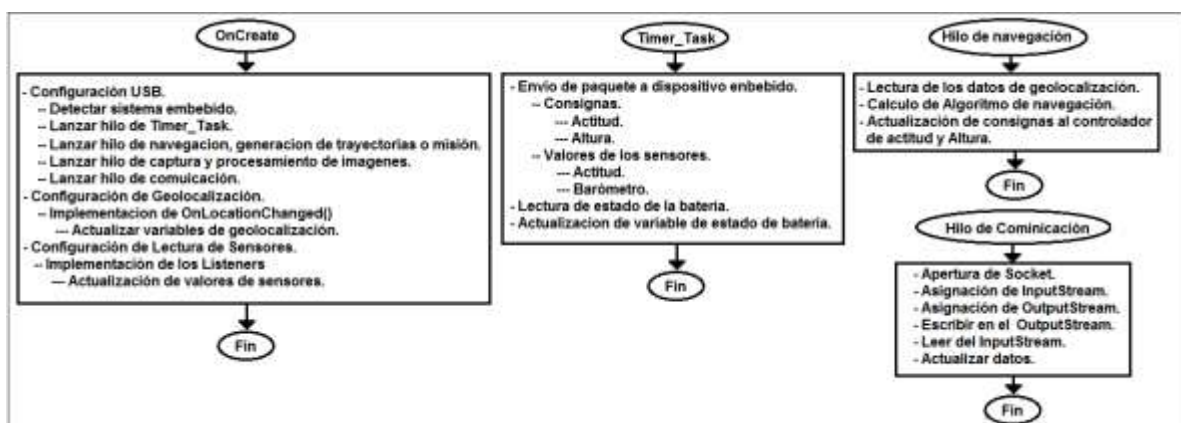 OnCreate
- Configuración USB.
-- Detectar sistema embebido.
-- Lanzar hilo de Timer_Task.
-- Lanzar hilo de navegacion, generacion de trayectorias o misión.
-- Lanzar hilo de captura y procesamiento de imagenes.
-- Lanzar hilo de comuicación.
- Configuración de Geolocalización.
-- Implementacion de OnLocationChanged()
--- Actualizar variables de geolocalización.
- Configuración de Lectura de Sensores.
-- Implementación de los Listeners
--- Actualización de valores de sensores.
Fin
Timer_Task
- Envio de paquete a dispositivo enbebido.
-- Consignas.
--- Actitud.
--- Altura.
-- Valores de los sensores.
--- Actitud.
--- Barómetro.
- Lectura de estado de la bateria.
- Actualizacion de variable de estado de bateria.
Fin
Hilo de navegación
- Lectura de los datos de geolocalización.
- Calculo de Algoritmo de navegación.
- Actualización de consignas al controlador
de actitud y Altura.
Fin
Hilo de Cominicación
- Apertura de Socket.
- Asignación de InputStream.
- Asignación de OutputStream.
- Escribir en el OutputStream.
- Leer del InputStream.
- Actualizar datos.
Fin